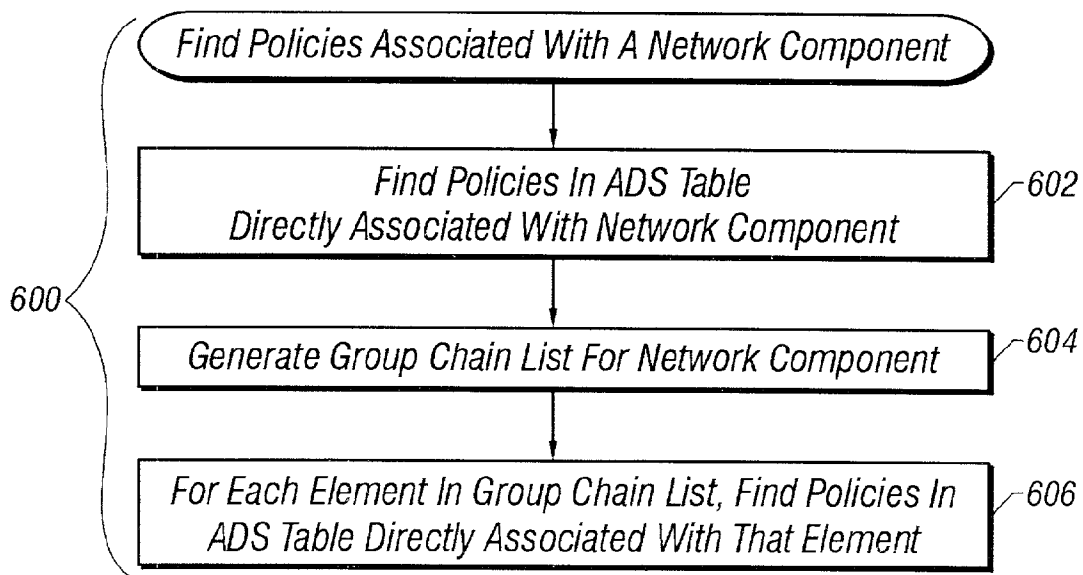 Find Policies Associated With A Network Component
Find Policies In ADS Table
Directly Associated With Network Component
602
600
Generate Group Chain List For Network Component
604
For Each Element In Group Chain List, Find Policies In
ADS Table Directly Associated With That Element
606